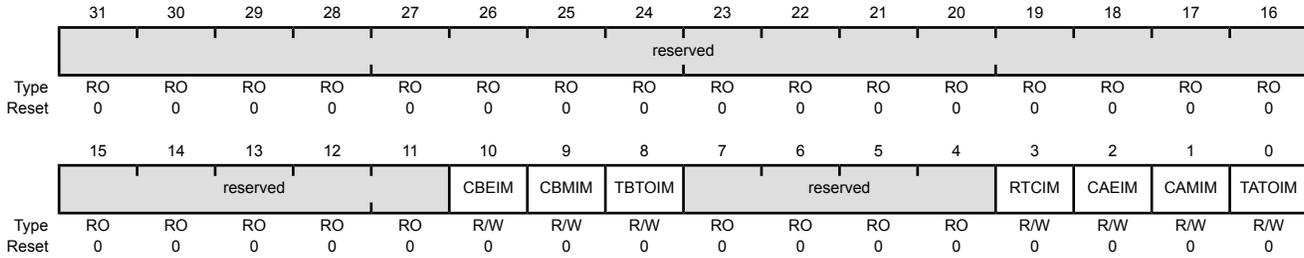 31 30 29 28 27 26 25 24 23 22 21 20 19 18 17 16
reserved
Type RO RO RO RO RO RO RO RO RO RO RO RO RO RO RO RO
Reset 0 0 0 0 0 0 0 0 0 0 0 0 0 0 0 0
15 14 13 12 11 10 9 8 7 6 5 4 3 2 1 0
reserved CBEIM CBMIM TBTOIM reserved RTCIM CAEIM CAMIM TATOIM
Type RO RO RO RO RO R/W R/W R/W RO RO RO RO R/W R/W R/W R/W
Reset 0 0 0 0 0 0 0 0 0 0 0 0 0 0 0 0